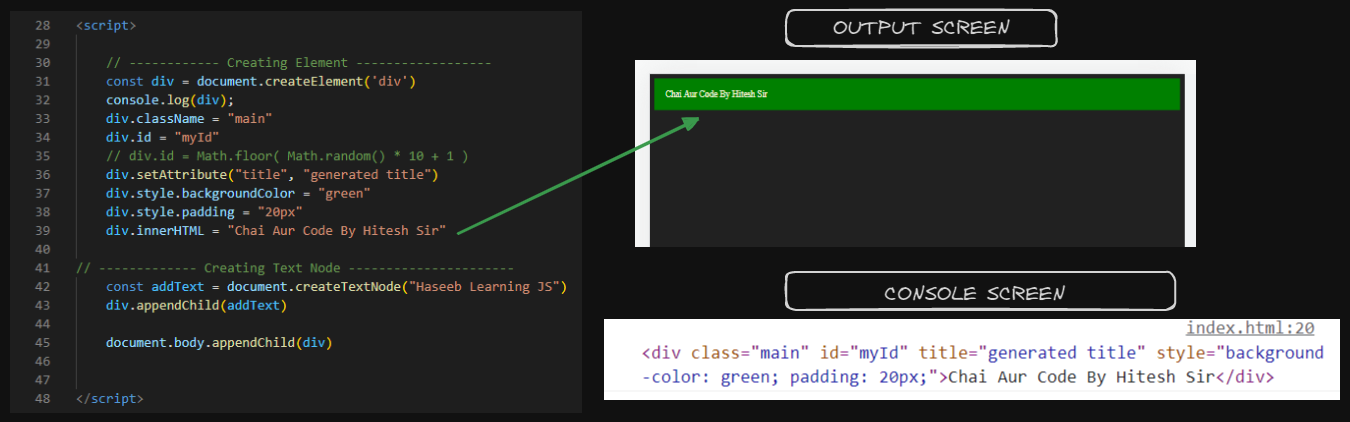 28 <script>
29
30 // ------------ Creating Element ------------------
31 const div = document.createElement('div')
32 console.log(div);
33 div.className = "main"
34 div.id = "myId"
35 // div.id = Math.floor( Math.random() * 10 + 1 )
36 div.setAttribute("title", "generated title")
37 div.style.backgroundColor = "green"
38 div.style.padding = "20px"
39 div.innerHTML = "Chai Aur Code By Hitesh Sir"
40
41 // ------------- Creating Text Node ----------------------
42 const addText = document.createTextNode("Haseeb Learning JS")
43 div.appendChild(addText)
44
45 document.body.appendChild(div)
46
47
48 </script>
OUTPUT SCREEN
Chai Aur Code By Hitesh Sir
CONSOLE SCREEN
index.html:20
<div class="main" id="myId" title="generated title" style="background
-color: green; padding: 20px;">Chai Aur Code By Hitesh Sir</div>